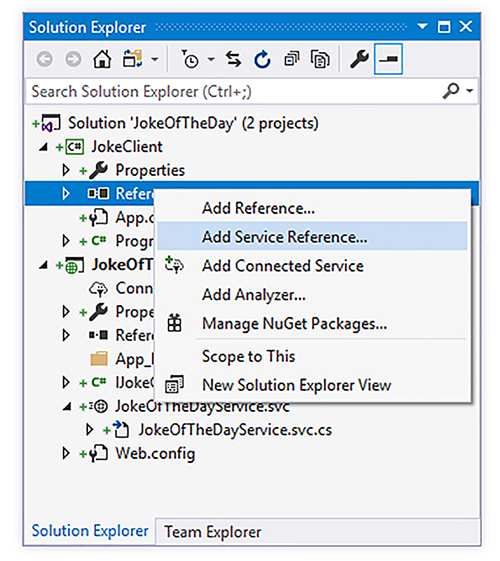 Solution Explorer
Search Solution Explorer (Ctrl+;)
Solution 'JokeOfTheDay' (2 projects)
C# JokeClient
Properties
Refere
App.c
C# Progr
Add Reference...
Add Service Reference...
Add Connected Service
Add Analyzer...
Manage NuGet Packages...
Scope to This
New Solution Explorer View
JokeOfT
Conn
Prope
Refere
App_
C# IJokeO
JokeOfTheDayService.svc
JokeOfTheDayService.svc.cs
Web.config
Solution Explorer Team Explorer